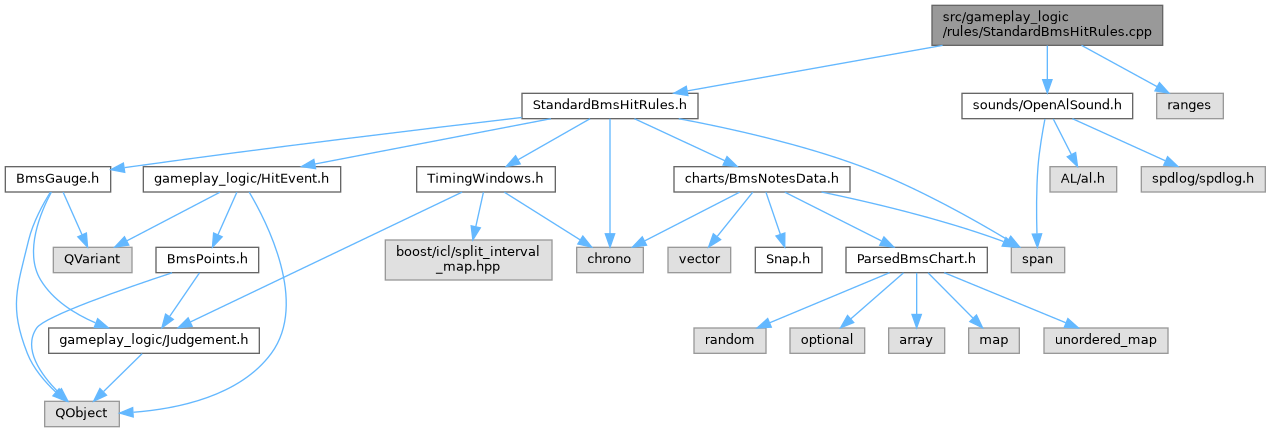 src/gameplay_logic
/rules/StandardBmsHitRules.cpp
StandardBmsHitRules.h
sounds/OpenAlSound.h
ranges
BmsGauge.h
gameplay_logic/HitEvent.h
TimingWindows.h
charts/BmsNotesData.h
AL/al.h
spdlog/spdlog.h
QVariant
BmsPoints.h
boost/icl/split_interval
_map.hpp
chrono
vector
Snap.h
ParsedBmsChart.h
span
gameplay_logic/Judgement.h
random
optional
array
map
unordered_map
QObject